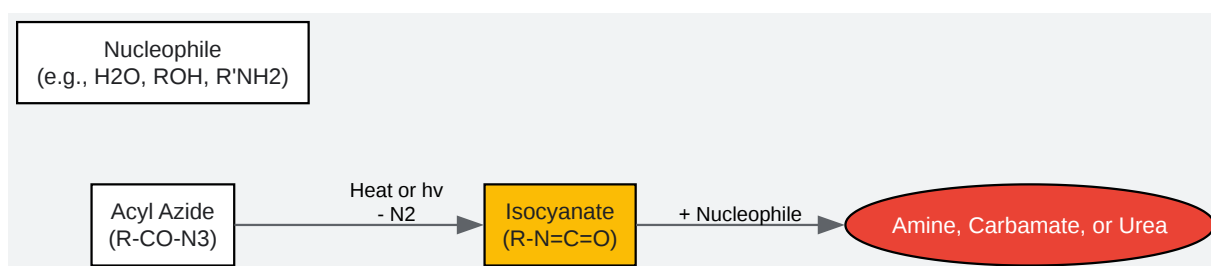 Nucleophile
(e.g., H2O, ROH, R'NH2)
Heat or hv
- N2
Acyl Azide
(R-CO-N3)
Isocyanate
(R-N=C=O)
+ Nucleophile
Amine, Carbamate, or Urea